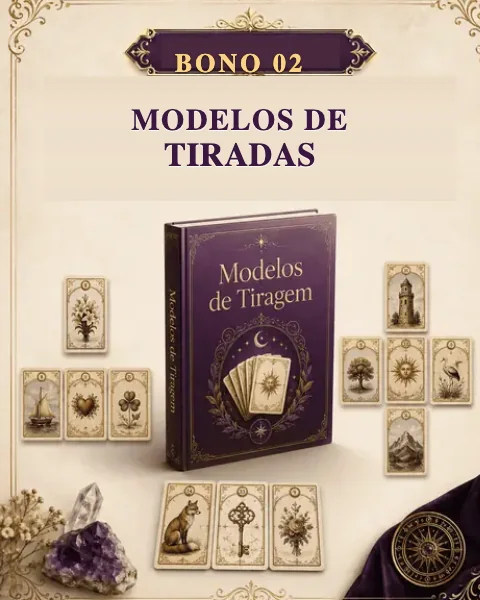 BONO 02
MODELOS DE
TIRADAS
Modelos
de Tiragem
Modelos de Tiragem